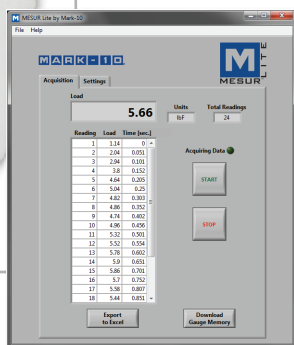 MESUR Lite by Mark-10
File Help
MARK-10
M
MESUR
LITE
Acquisition Settings
Load
5.66
Units
lbF
Total Readings
24
Reading Load Time (sec.)
1 1.14 0
2 2.04 0.051
3 2.94 0.101
4 3.8 0.152
5 4.64 0.205
6 5.04 0.25
7 4.82 0.303
8 4.86 0.352
9 4.74 0.402
10 4.96 0.456
11 5.32 0.501
12 5.52 0.554
13 5.78 0.602
14 5.9 0.651
15 5.86 0.701
16 5.7 0.752
17 5.58 0.807
18 5.44 0.851
Acquiring Data
START
STOP
Export
to Excel
Download
Gauge Memory